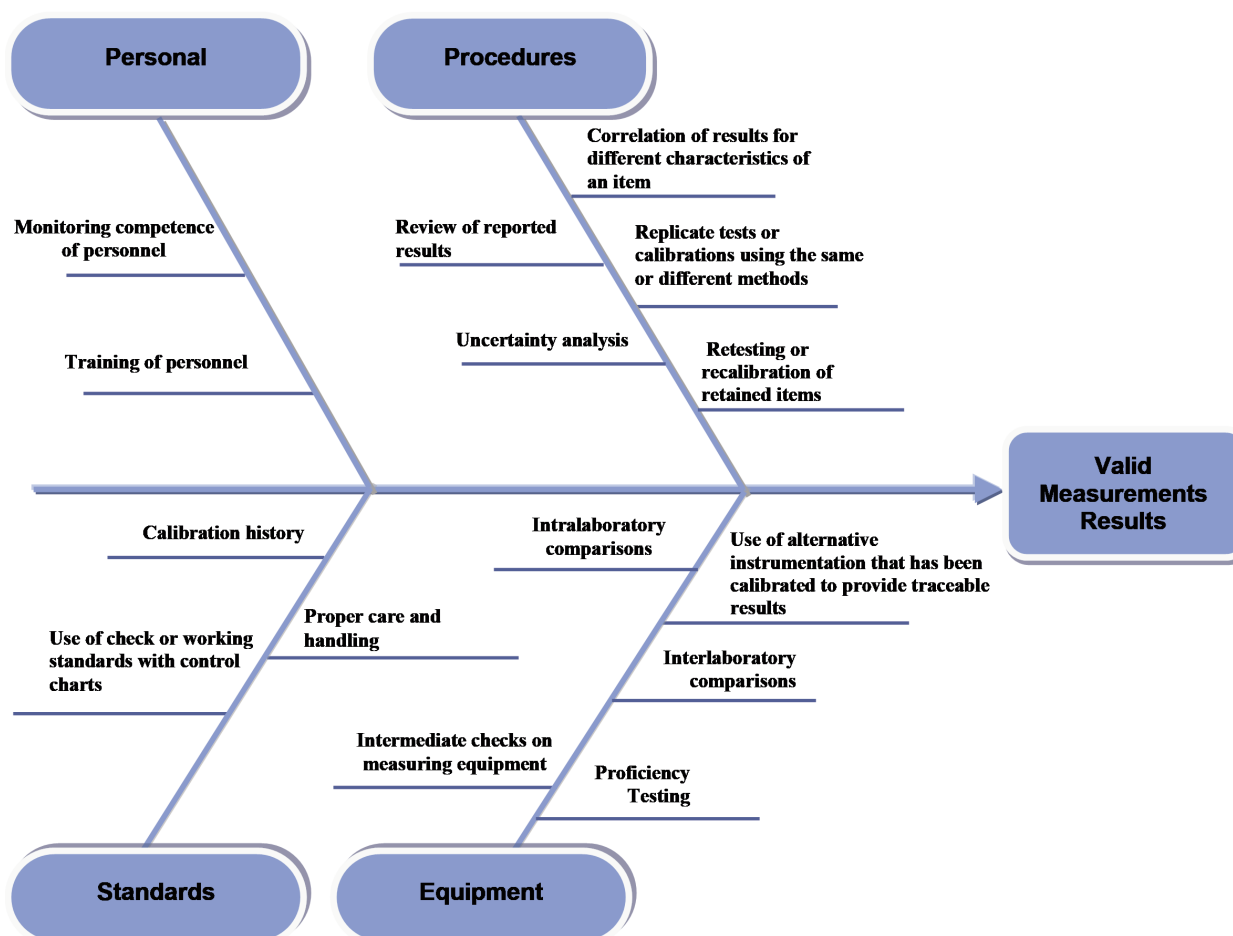 Personal
Procedures
Correlation of results for
different characteristics of
an item
Monitoring competence
of personnel
Review of reported
results
Replicate tests or
calibrations using the same
or different methods
Training of personnel
Uncertainty analysis
Retesting or
recalibration of
retained items
Valid
Measurements
Results
Calibration history
Intralaboratory
comparisons
Use of alternative
instrumentation that has been
calibrated to provide traceable
results
Proper care and
handling
Use of check or working
standards with control
charts
Interlaboratory
comparisons
Intermediate checks on
measuring equipment
Proficiency
Testing
Standards
Equipment